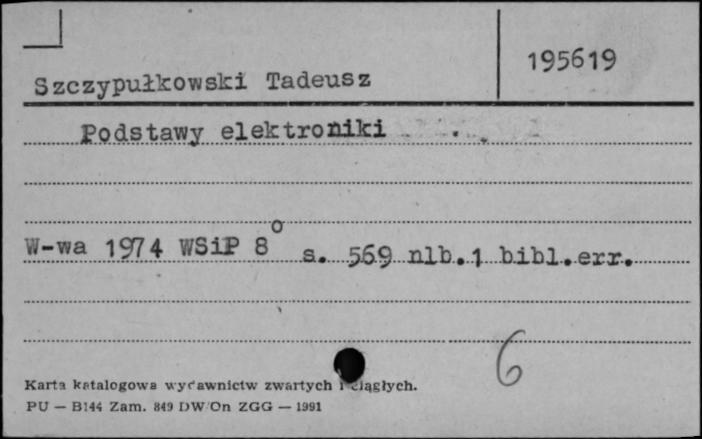 195619
Szczypułkowski Tadeusz
Podstawy elektroniki
W-wa 1974 WSiP 8° s. 569 nlb.1 bibl.err.
6
Karta katalogowa wydawnictw zwartych i ciągłych.
PU — B144 Zam. 849 DW/On ZGG — 1991